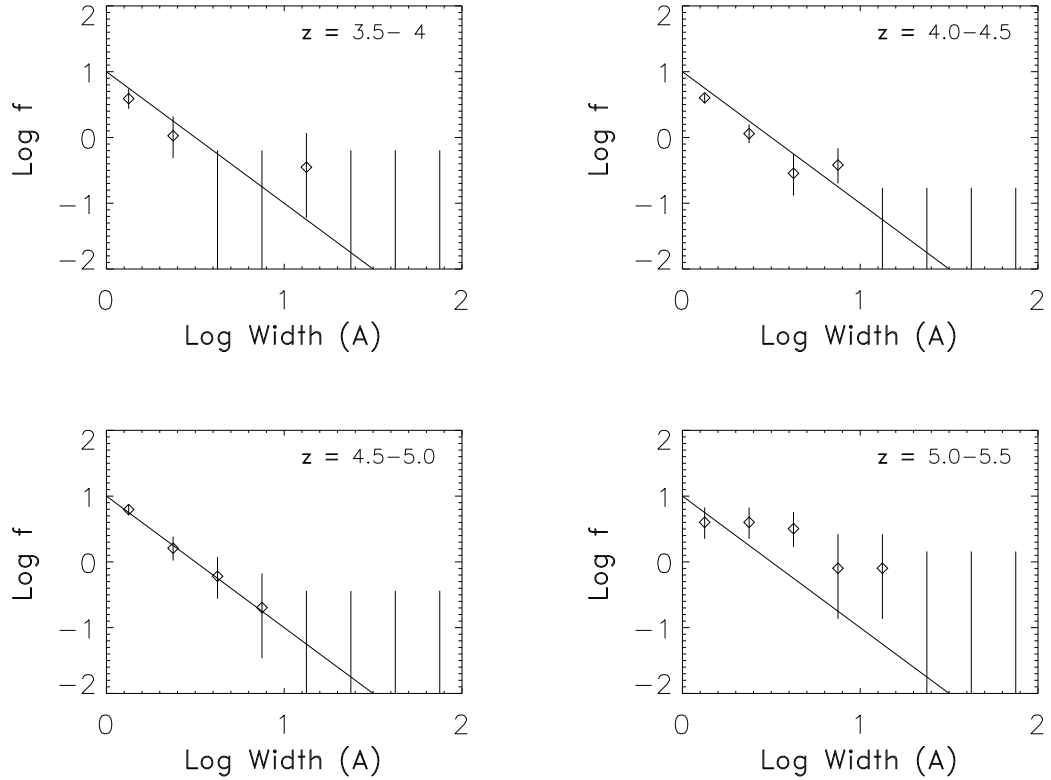 z = 3.5– 4
2
1
0
−1
−2
Log f
0 1 2
Log Width (A)
z = 4.0–4.5
2
1
0
−1
−2
Log f
0 1 2
Log Width (A)
z = 4.5–5.0
2
1
0
−1
−2
Log f
0 1 2
Log Width (A)
z = 5.0–5.5
2
1
0
−1
−2
Log f
0 1 2
Log Width (A)